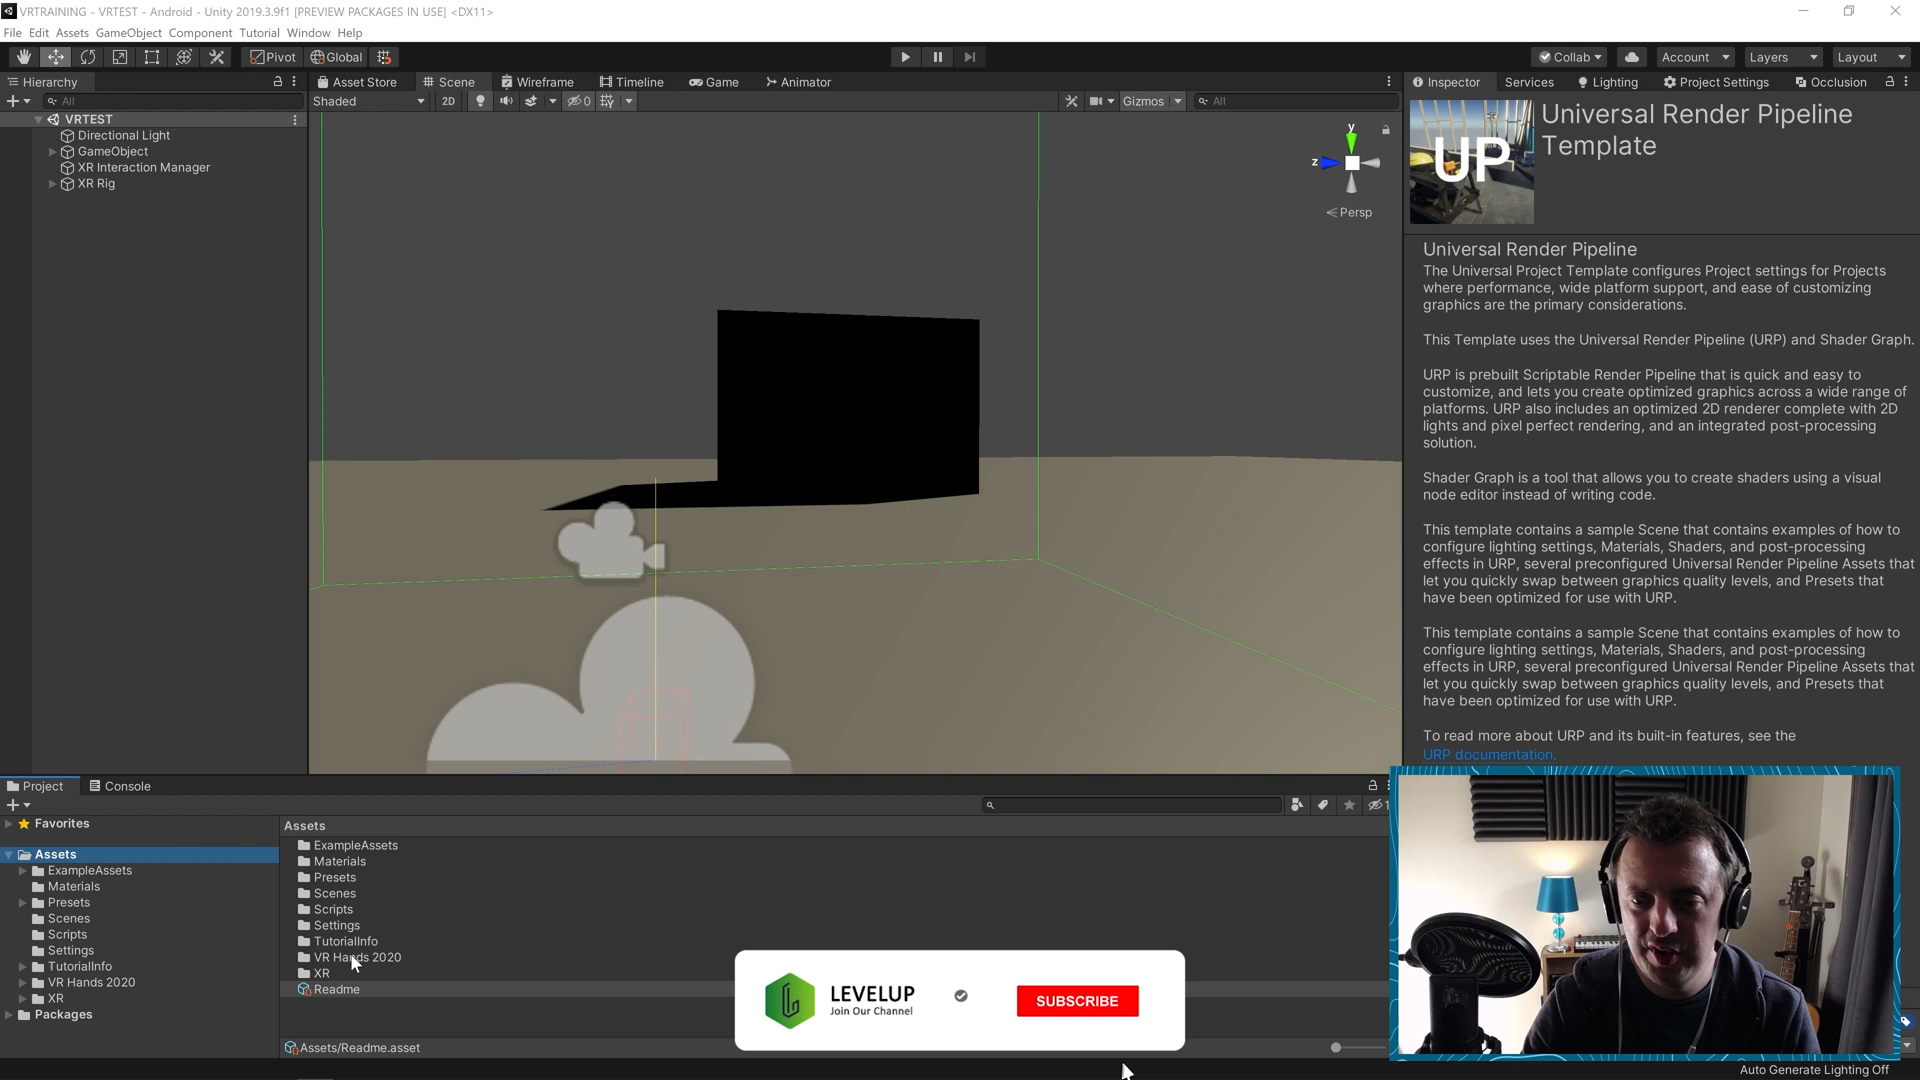 VRTRAINING - VRTEST - Android - Unity 2019.3.9f1 [PREVIEW PACKAGES IN USE] <DX11>
File Edit Assets GameObject Component Tutorial Window Help
Pivot Global Collab Account Layers Layout
Hierarchy
All
VRTEST
Directional Light
GameObject
XR Interaction Manager
XR Rig
Asset Store Scene Wireframe Timeline Game Animator
Shaded 2D 0 Gizmos All
y
z
Persp
Inspector Services Lighting Project Settings Occlusion
UP
Universal Render Pipeline
Template
Universal Render Pipeline
The Universal Project Template configures Project settings for Projects
where performance, wide platform support, and ease of customizing
graphics are the primary considerations.
This Template uses the Universal Render Pipeline (URP) and Shader Graph.
URP is prebuilt Scriptable Render Pipeline that is quick and easy to
customize, and lets you create optimized graphics across a wide range of
platforms. URP also includes an optimized 2D renderer complete with 2D
lights and pixel perfect rendering, and an integrated post-processing
solution.
Shader Graph is a tool that allows you to create shaders using a visual
node editor instead of writing code.
This template contains a sample Scene that contains examples of how to
configure lighting settings, Materials, Shaders, and post-processing
effects in URP, several preconfigured Universal Render Pipeline Assets that
let you quickly swap between graphics quality levels, and Presets that
have been optimized for use with URP.
This template contains a sample Scene that contains examples of how to
configure lighting settings, Materials, Shaders, and post-processing
effects in URP, several preconfigured Universal Render Pipeline Assets that
let you quickly swap between graphics quality levels, and Presets that
have been optimized for use with URP.
To read more about URP and its built-in features, see the
URP documentation.
Project Console
Favorites
Assets
ExampleAssets
Materials
Presets
Scenes
Scripts
Settings
TutorialInfo
VR Hands 2020
XR
Packages
Assets
ExampleAssets
Materials
Presets
Scenes
Scripts
Settings
TutorialInfo
VR Hands 2020
XR
Readme
Assets/Readme.asset
LEVELUP
Join Our Channel
SUBSCRIBE
Auto Generate Lighting Off